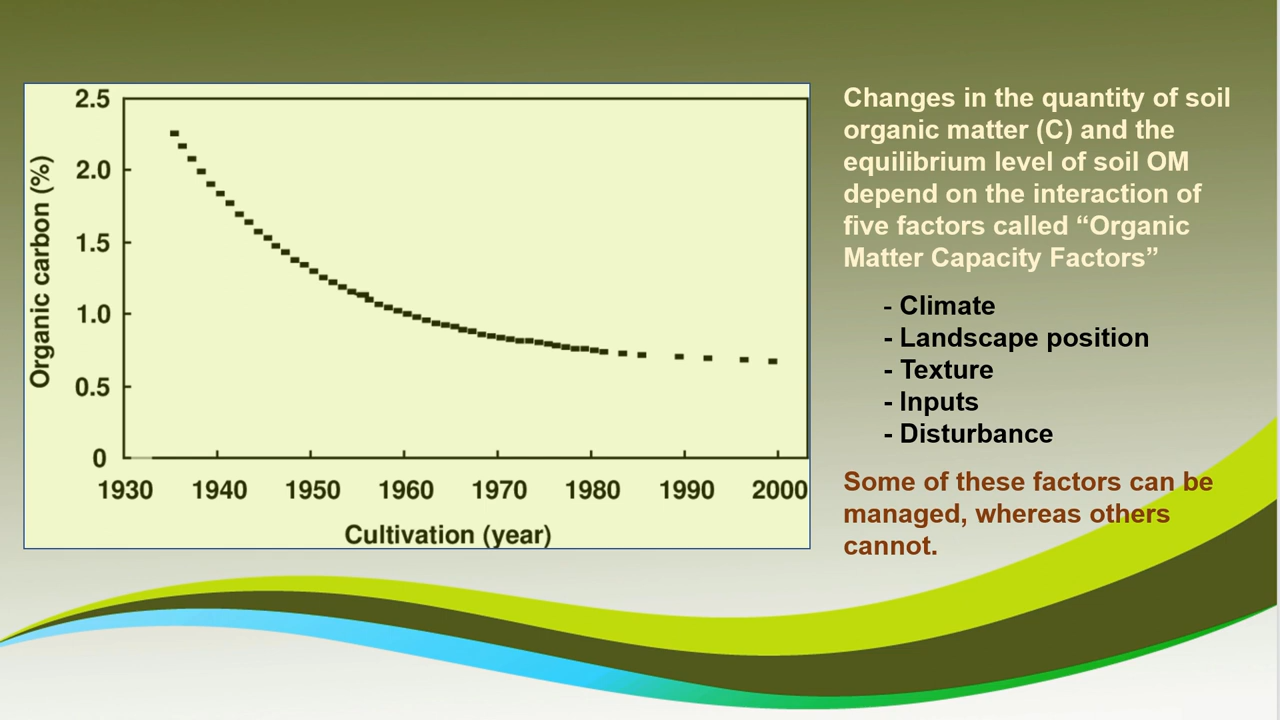 2.5
2.0
1.5
1.0
0.5
0
Organic carbon (%)
1930 1940 1950 1960 1970 1980 1990 2000
Cultivation (year)
Changes in the quantity of soil
organic matter (C) and the
equilibrium level of soil OM
depend on the interaction of
five factors called “Organic
Matter Capacity Factors”
- Climate
- Landscape position
- Texture
- Inputs
- Disturbance
Some of these factors can be
managed, whereas others
cannot.